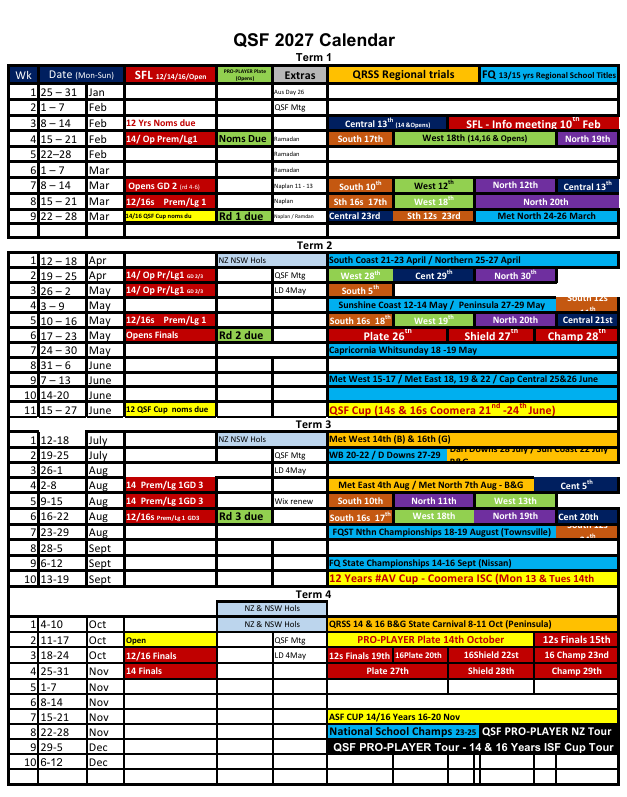 QSF 2027 Calendar
Term 1
Wk Date (Mon-Sun) SFL 12/14/16/Open PRO-PLAYER Plate (Opens) Extras QRSS Regional trials FQ 13/15 yrs Regional School Titles
1 25 – 31 Jan Aus Day 26
2 1 – 7 Feb QSF Mtg
3 8 – 14 Feb 12 Yrs Noms due Central 13th (14 &Opens) SFL - Info meeting 10th Feb
4 15 – 21 Feb 14/ Op Prem/Lg1 Noms Due Ramadan South 17th West 18th (14,16 & Opens) North 19th
5 22–28 Feb Ramadan
6 1 – 7 Mar Ramadan
7 8 – 14 Mar Opens GD 2 (rd 4-6) Naplan 11 - 13 South 10th West 12th North 12th Central 13th
8 15 – 21 Mar 12/16s Prem/Lg 1 Naplan Sth 16s 17th West 18th North 20th
9 22 – 28 Mar 14/16 QSF Cup noms du Rd 1 due Naplan / Ramdan Central 23rd Sth 12s 23rd Met North 24-26 March
Term 2
1 12 – 18 Apr NZ NSW Hols South Coast 21-23 April / Northern 25-27 April
2 19 – 25 Apr 14/ Op Pr/Lg1 GD 2/3 QSF Mtg West 28th Cent 29th North 30th
3 26 – 2 May 14/ Op Pr/Lg1 GD 2/3 LD 4May South 5th
4 3 – 9 May Sunshine Coast 12-14 May / Peninsula 27-29 May South 12s
5 10 – 16 May 12/16s Prem/Lg 1 South 16s 18th West 19th North 20th Central 21st
6 17 – 23 May Opens Finals Rd 2 due Plate 26th Shield 27th Champ 28th
7 24 – 30 May Capricornia Whitsunday 18 -19 May
8 31 – 6 June
9 7 – 13 June Met West 15-17 / Met East 18, 19 & 22 / Cap Central 25&26 June
10 14-20 June
11 15 – 27 June 12 QSF Cup noms due QSF Cup (14s & 16s Coomera 21nd -24th June)
Term 3
1 12-18 July NZ NSW Hols Met West 14th (B) & 16th (G)
2 19-25 July QSF Mtg WB 20-22 / D Downs 27-29 Darl Downs 28 July / Sun Coast 22 July B&G
3 26-1 Aug LD 4May
4 2-8 Aug 14 Prem/Lg 1GD 3 Met East 4th Aug / Met North 7th Aug - B&G Cent 5th
5 9-15 Aug 14 Prem/Lg 1GD 3 Wix renew South 10th North 11th West 13th
6 16-22 Aug 12/16s Prem/Lg 1 GD3 Rd 3 due South 16s 17th West 18th North 19th Cent 20th
7 23-29 Aug FQST Nthn Championships 18-19 August (Townsville) South 12s
8 28-5 Sept
9 6-12 Sept FQ State Championships 14-16 Sept (Nissan)
10 13-19 Sept 12 Years #AV Cup - Coomera ISC (Mon 13 & Tues 14th
Term 4
NZ & NSW Hols
1 4-10 Oct NZ & NSW Hols QRSS 14 & 16 B&G State Carnival 8-11 Oct (Peninsula)
2 11-17 Oct Open QSF Mtg PRO-PLAYER Plate 14th October 12s Finals 15th
3 18-24 Oct 12/16 Finals LD 4May 12s Finals 19th 16Plate 20th 16Shield 22st 16 Champ 23nd
4 25-31 Nov 14 Finals Plate 27th Shield 28th Champ 29th
5 1-7 Nov
6 8-14 Nov
7 15-21 Nov ASF CUP 14/16 Years 16-20 Nov
8 22-28 Nov National School Champs 23-25 QSF PRO-PLAYER NZ Tour
9 29-5 Dec QSF PRO-PLAYER Tour - 14 & 16 Years ISF Cup Tour
10 6-12 Dec